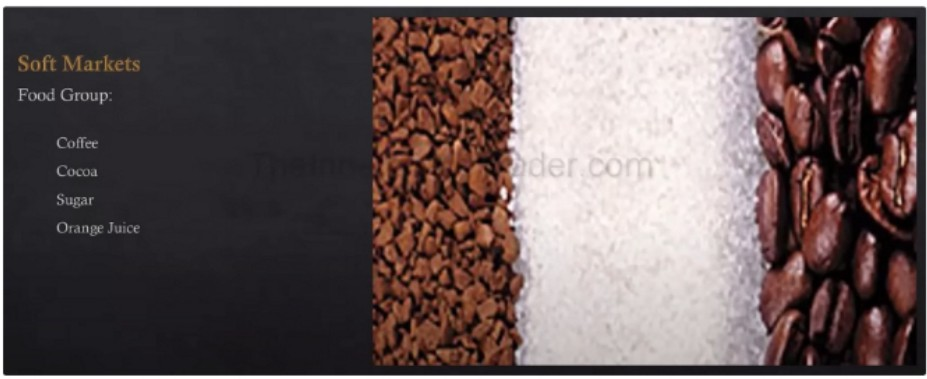 Soft Markets
Food Group:
Coffee
Cocoa
Sugar
Orange Juice